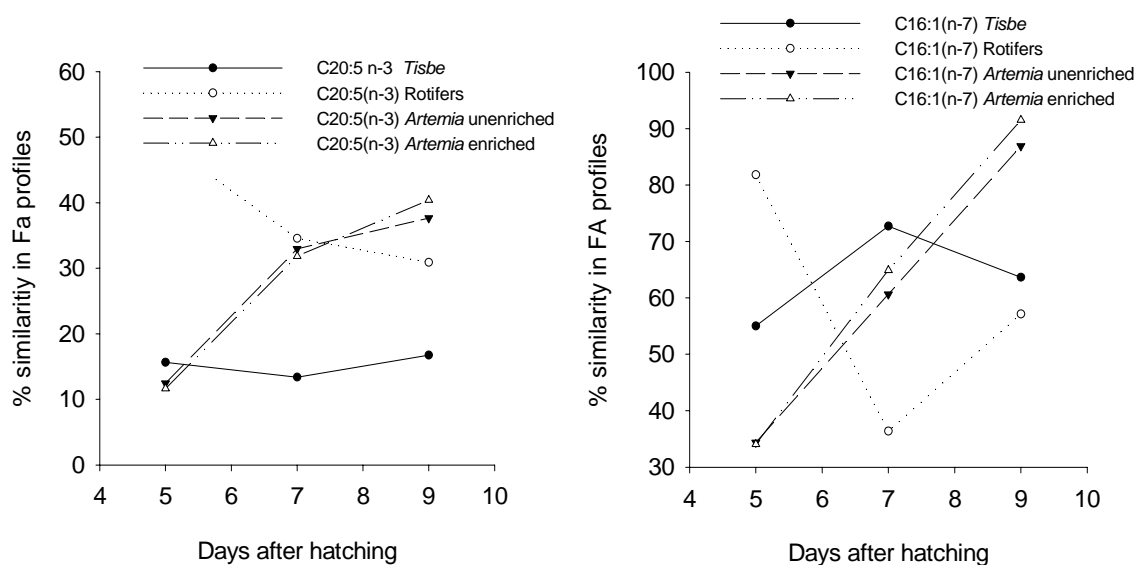 C20:5 n-3 Tisbe
C20:5(n-3) Rotifers
C20:5(n-3) Artemia unenriched
C20:5(n-3) Artemia enriched
% similaritiy in Fa profiles
60
50
40
30
20
10
0
4 5 6 7 8 9 10
Days after hatching
C16:1(n-7) Tisbe
C16:1(n-7) Rotifers
C16:1(n-7) Artemia unenriched
C16:1(n-7) Artemia enriched
% similarity in FA profiles
100
90
80
70
60
50
40
30
4 5 6 7 8 9 10
Days after hatching